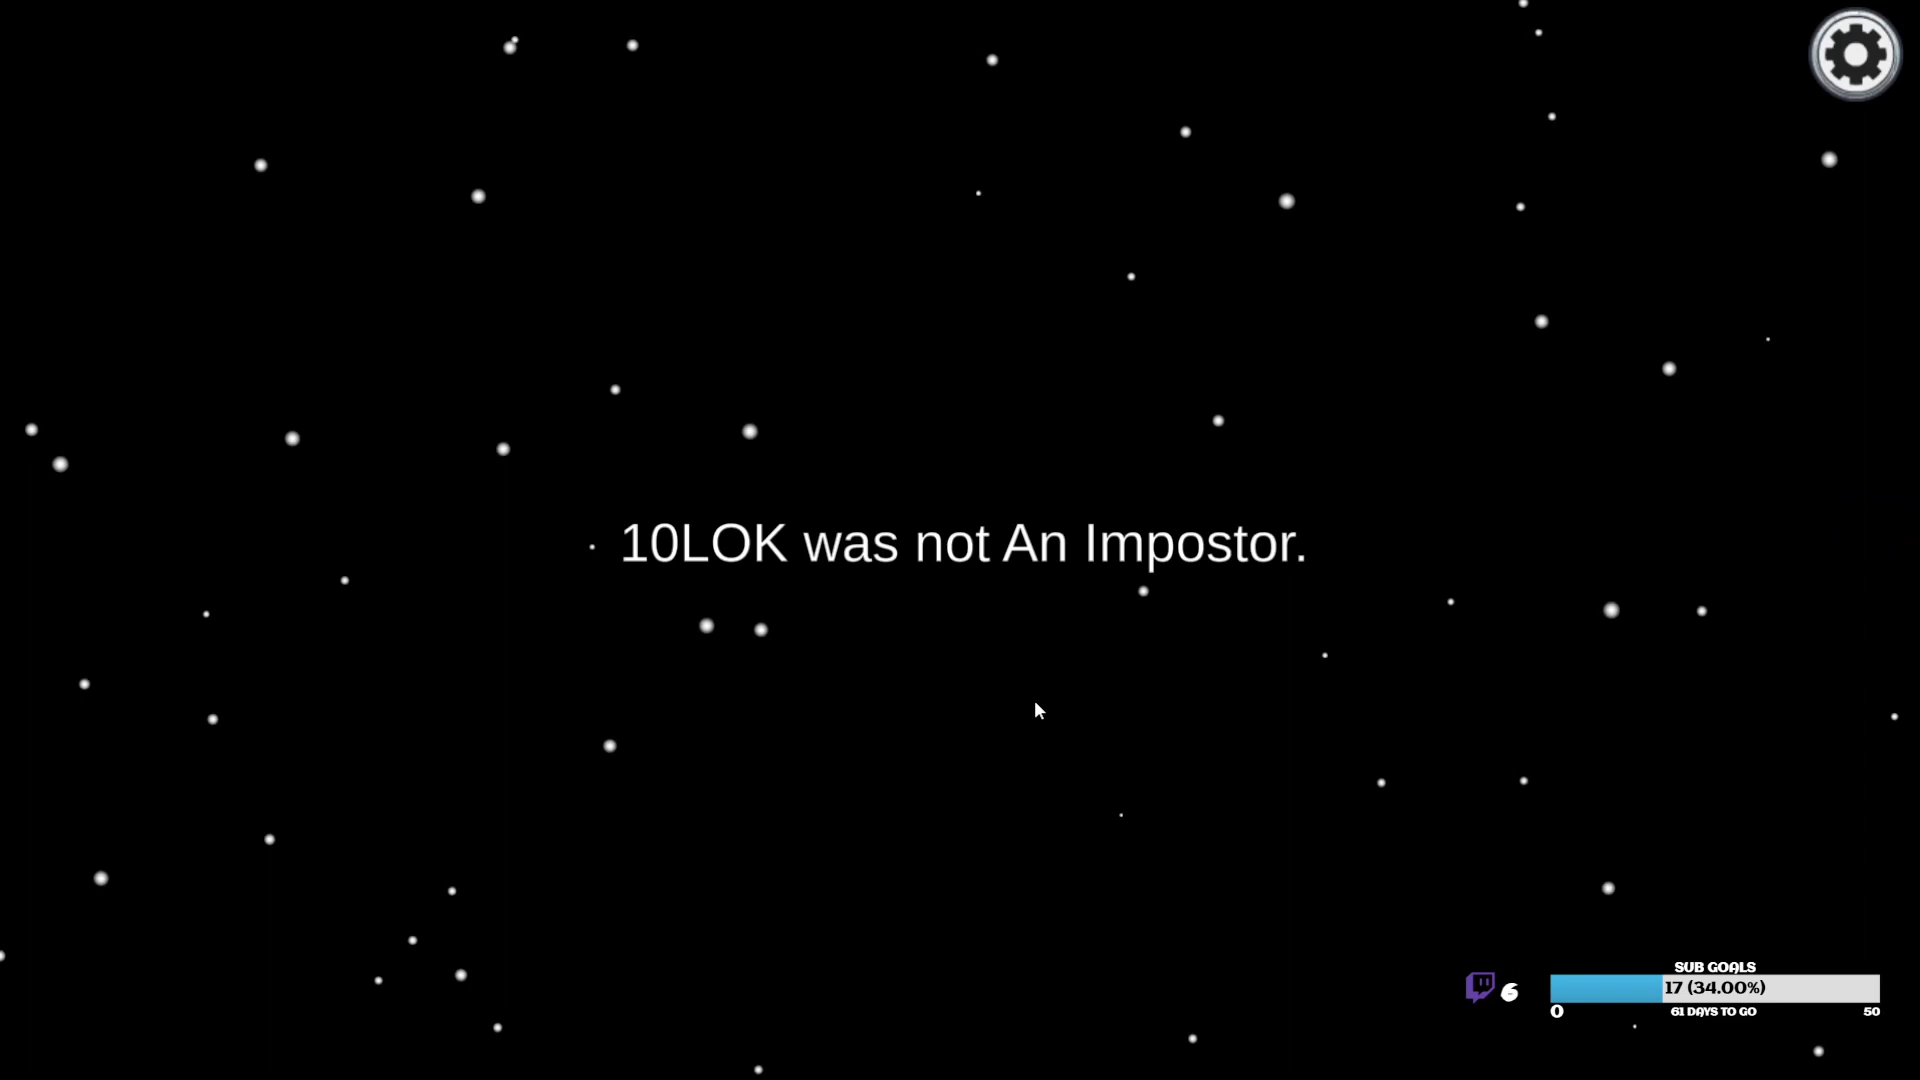 10LOK was not An Impostor.
SUB GOALS
6
17 (34.00%)
0
61 DAYS TO GO
50